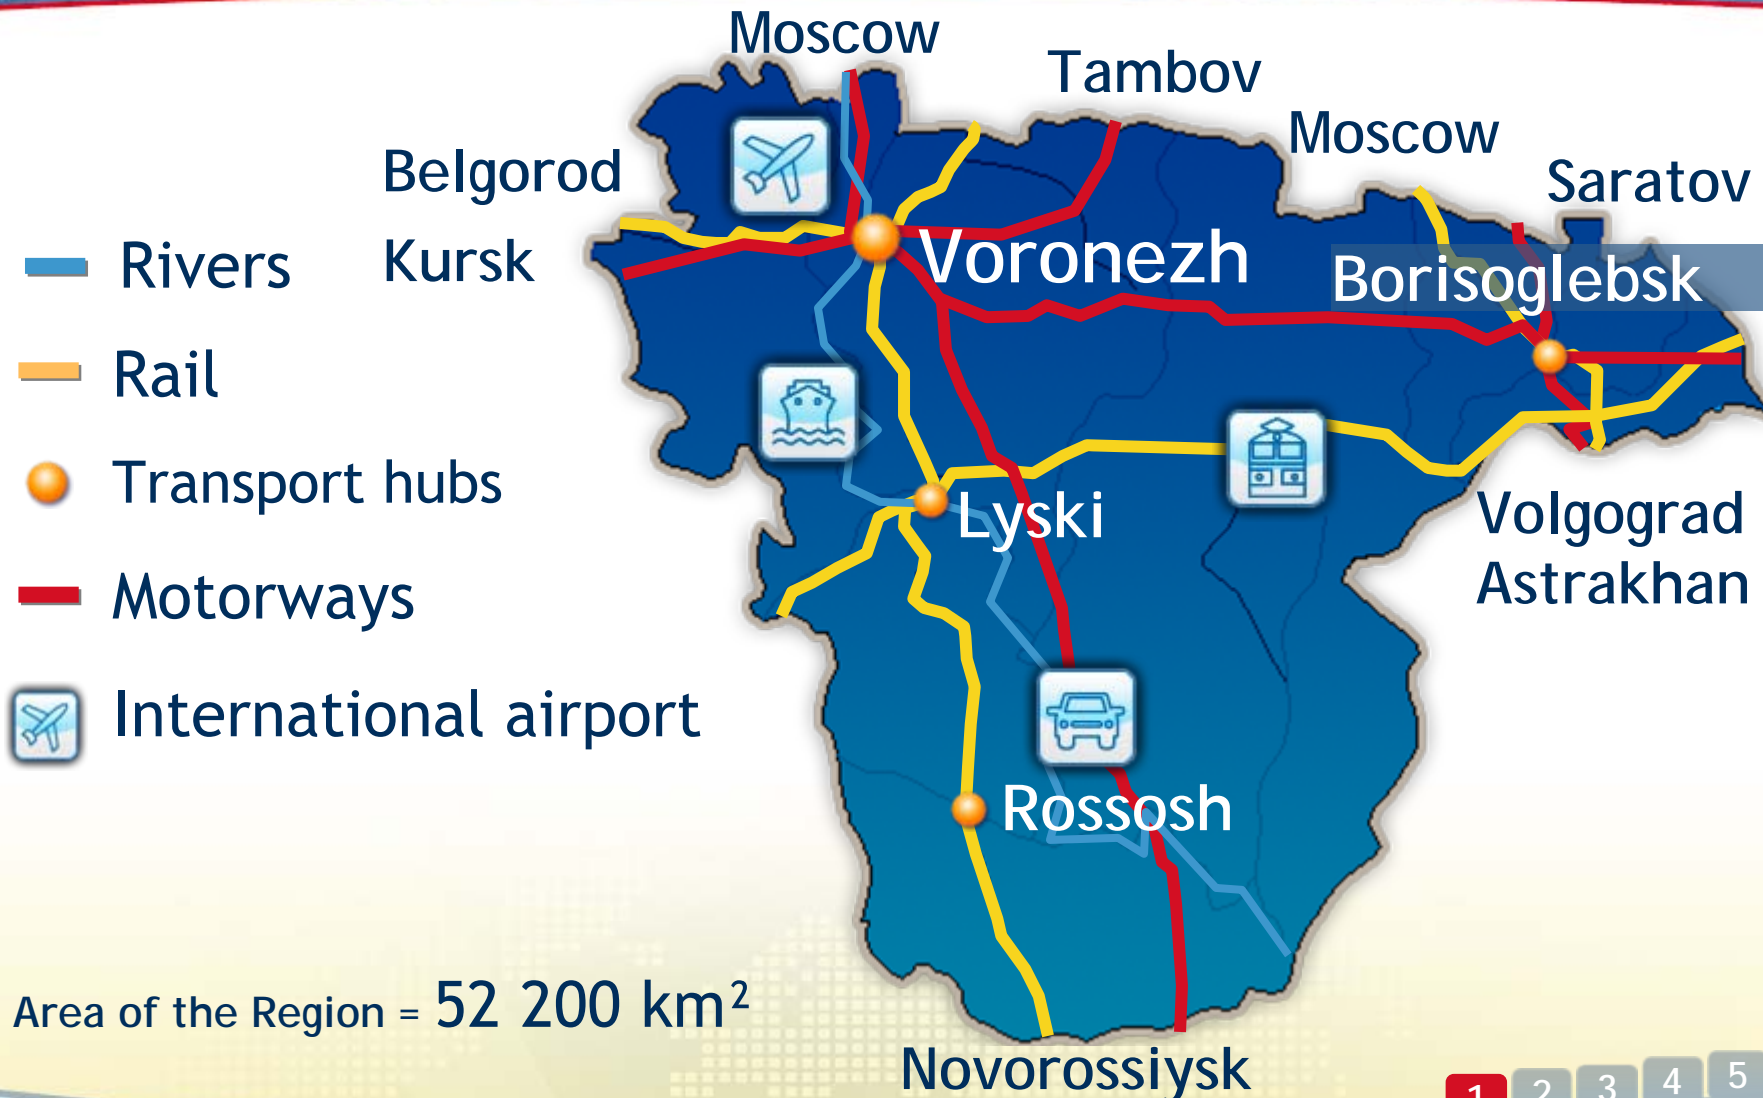 Moscow
Tambov
Moscow
Saratov
Belgorod
Kursk
Rivers
Rail
Transport hubs
Motorways
International airport
Voronezh
Borisoglebsk
Lyski
Volgograd
Astrakhan
Rossosh
Area of the Region = 52 200 km²
Novorossiysk
1 2 3 4 5